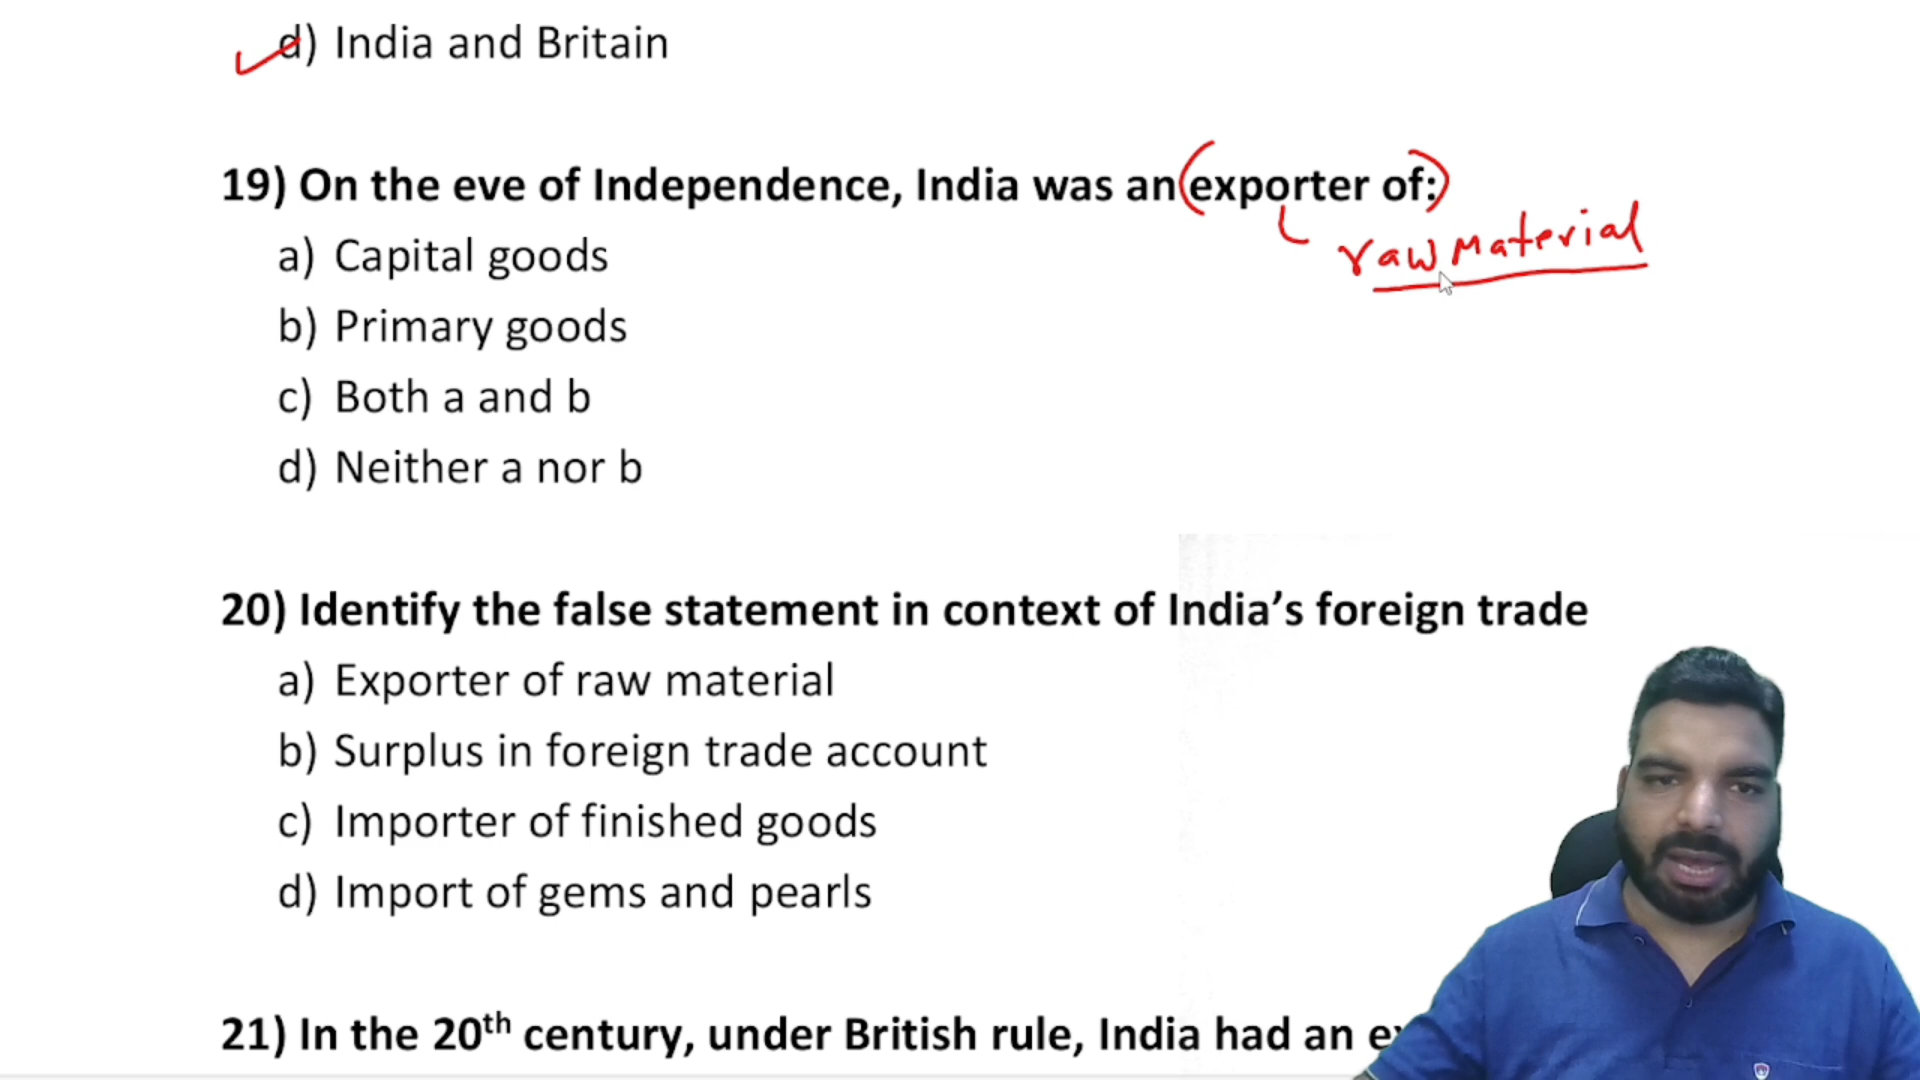 d) India and Britain
19) On the eve of Independence, India was an exporter of:
raw Material
a) Capital goods
b) Primary goods
c) Both a and b
d) Neither a nor b
20) Identify the false statement in context of India’s foreign trade
a) Exporter of raw material
b) Surplus in foreign trade account
c) Importer of finished goods
d) Import of gems and pearls
21) In the 20th century, under British rule, India had an